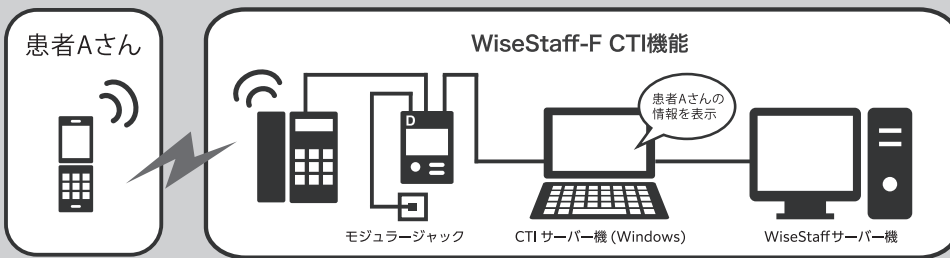 患者Aさん
WiseStaff-F CTI機能
患者Aさんの
情報を表示
D
モジュラージャック
CTI サーバー機 (Windows)
WiseStaffサーバー機